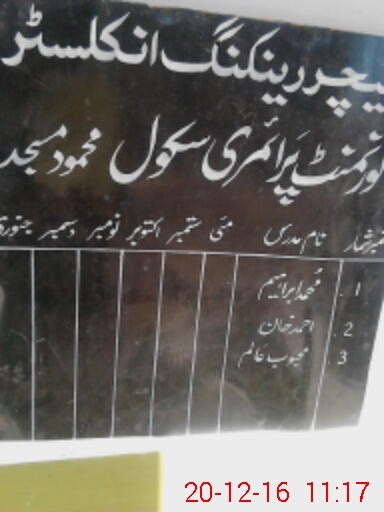 ٹیچر رینکنگ انکلسٹر
گورنمنٹ پرائمری سکول محمود مسجد
نمبر شمار نام مدرس مئی ستمبر اکتوبر نومبر دسمبر جنوری
1. محمد ابراہیم
2. احمد خان
3. محبوب عالم
20-12-16 11:17